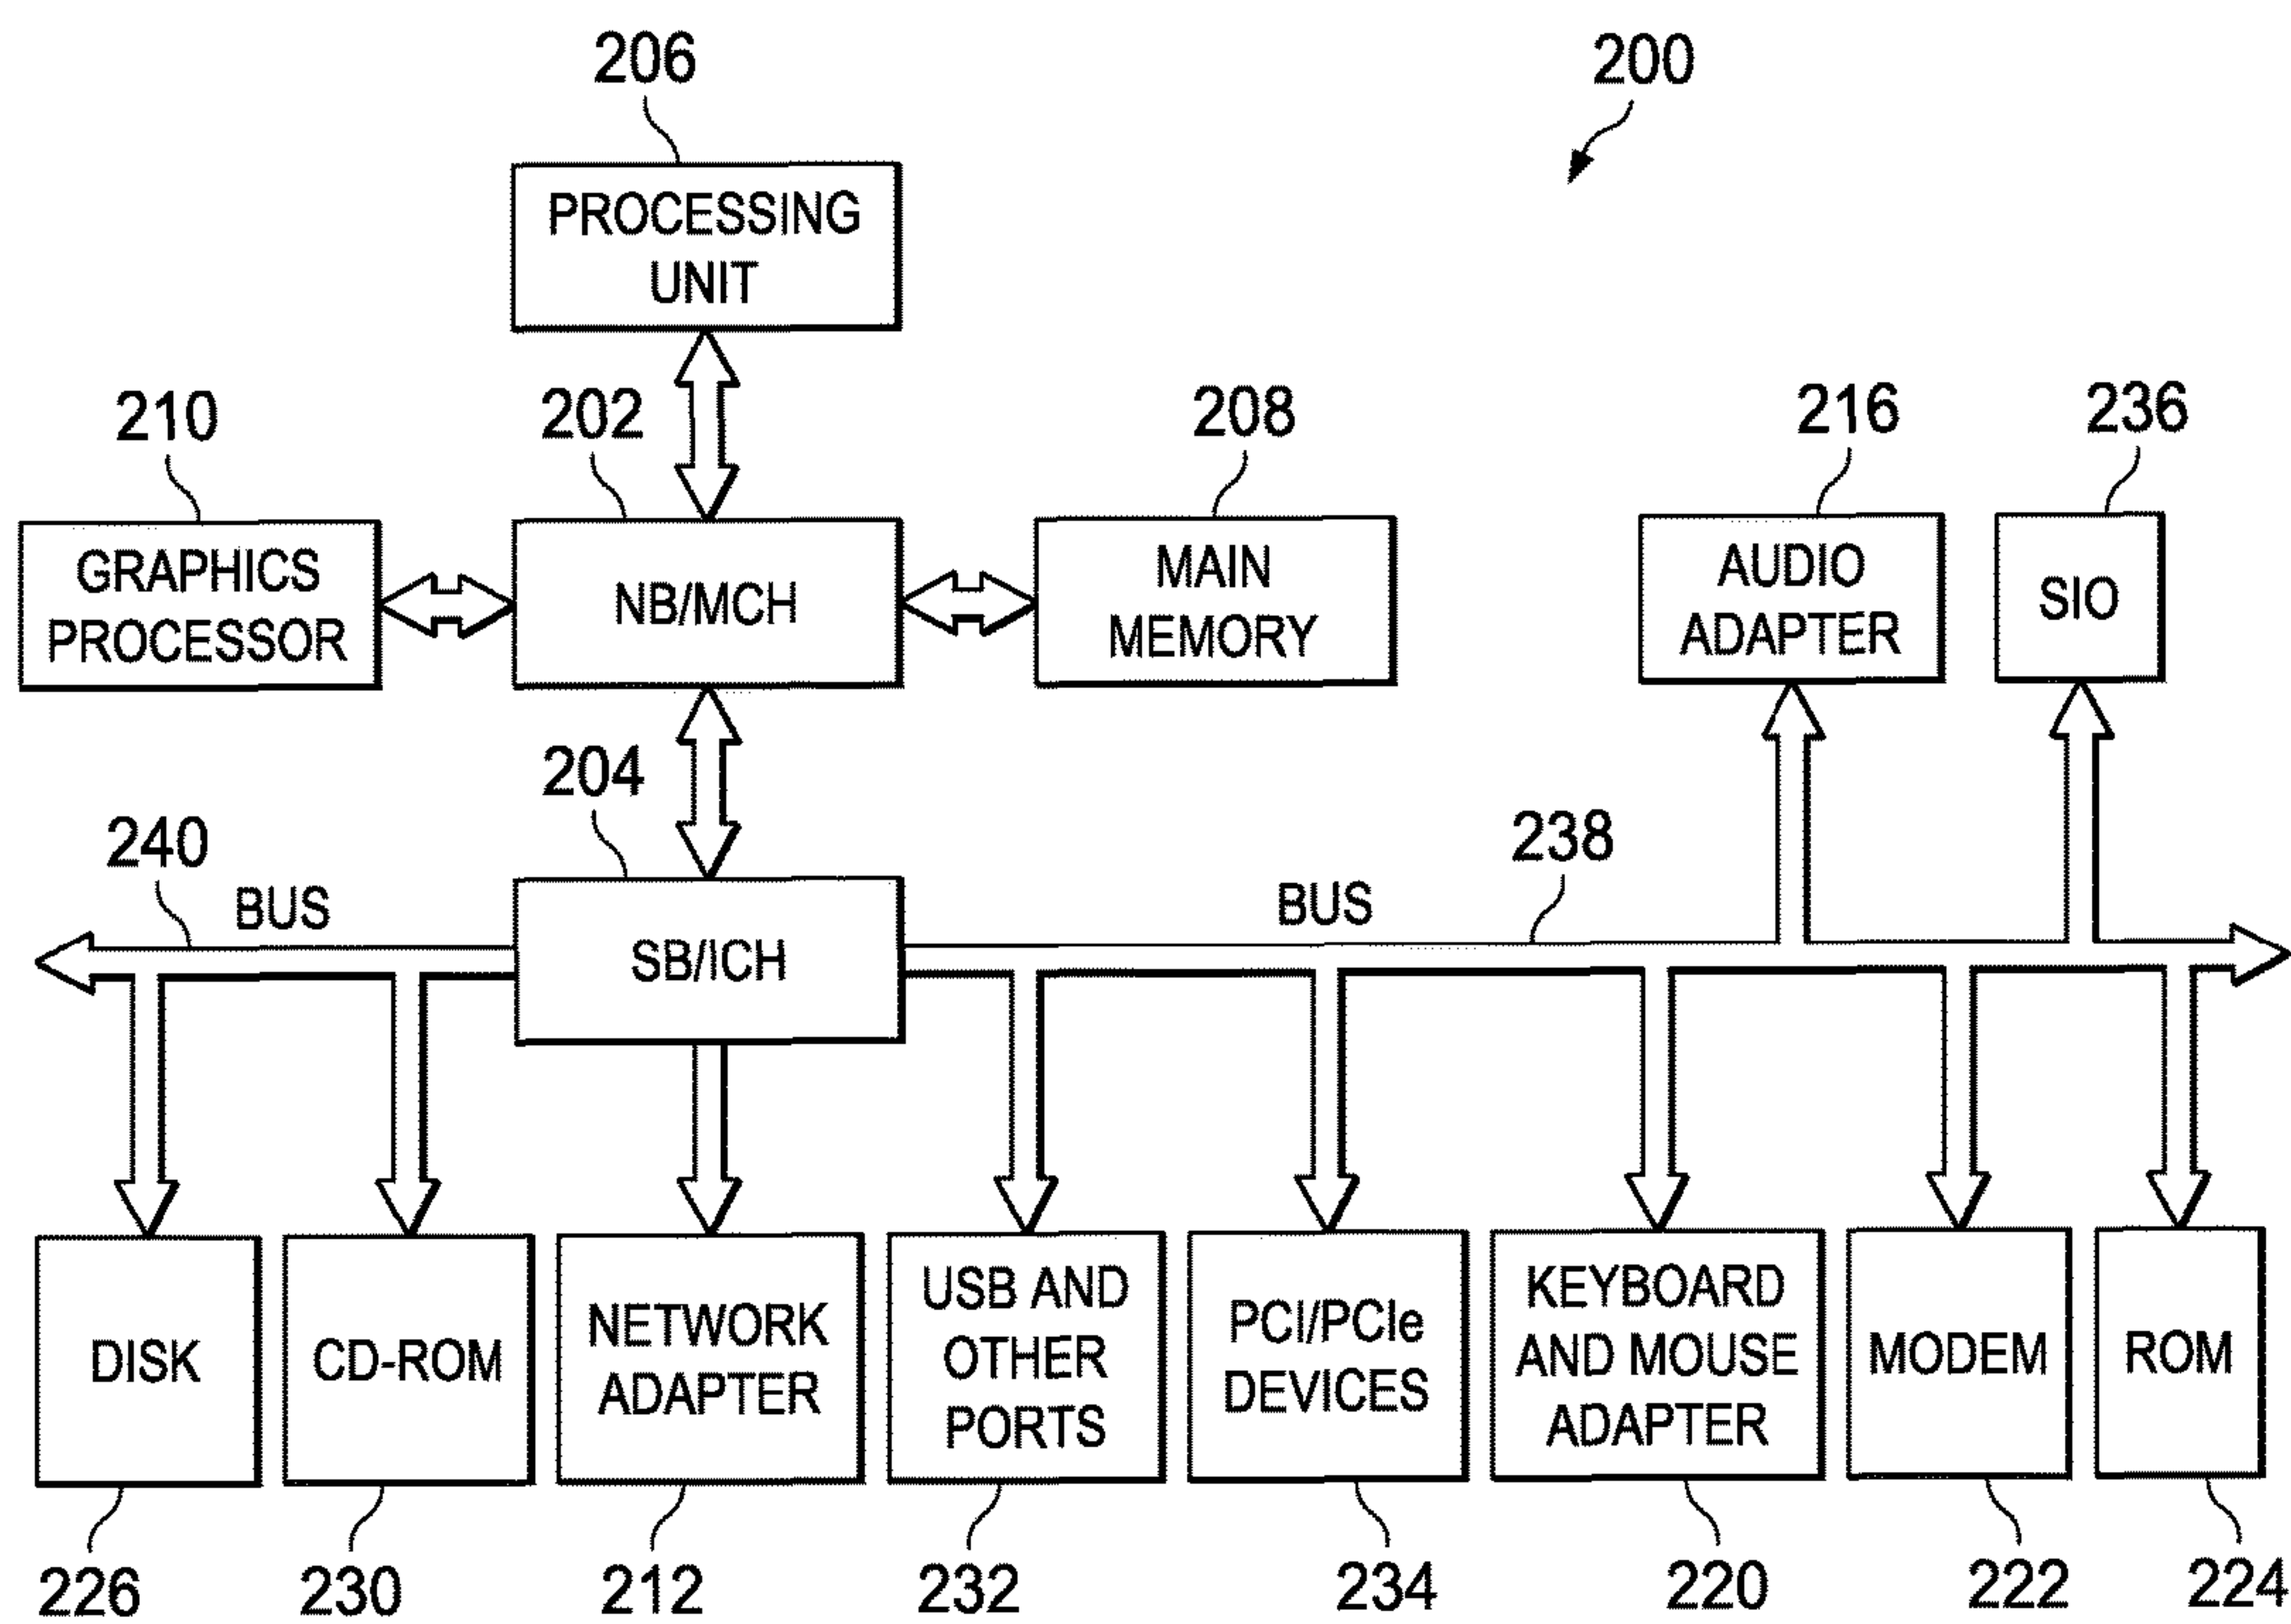 206
200
PROCESSING
UNIT
210
202
208
216
236
GRAPHICS
PROCESSOR
NB/MCH
MAIN
MEMORY
AUDIO
ADAPTER
SIO
204
240
BUS
238
BUS
SB/ICH
DISK
CD-ROM
NETWORK
ADAPTER
USB AND
OTHER
PORTS
PCI/PCIe
DEVICES
KEYBOARD
AND MOUSE
ADAPTER
MODEM
ROM
226
230
212
232
234
220
222
224